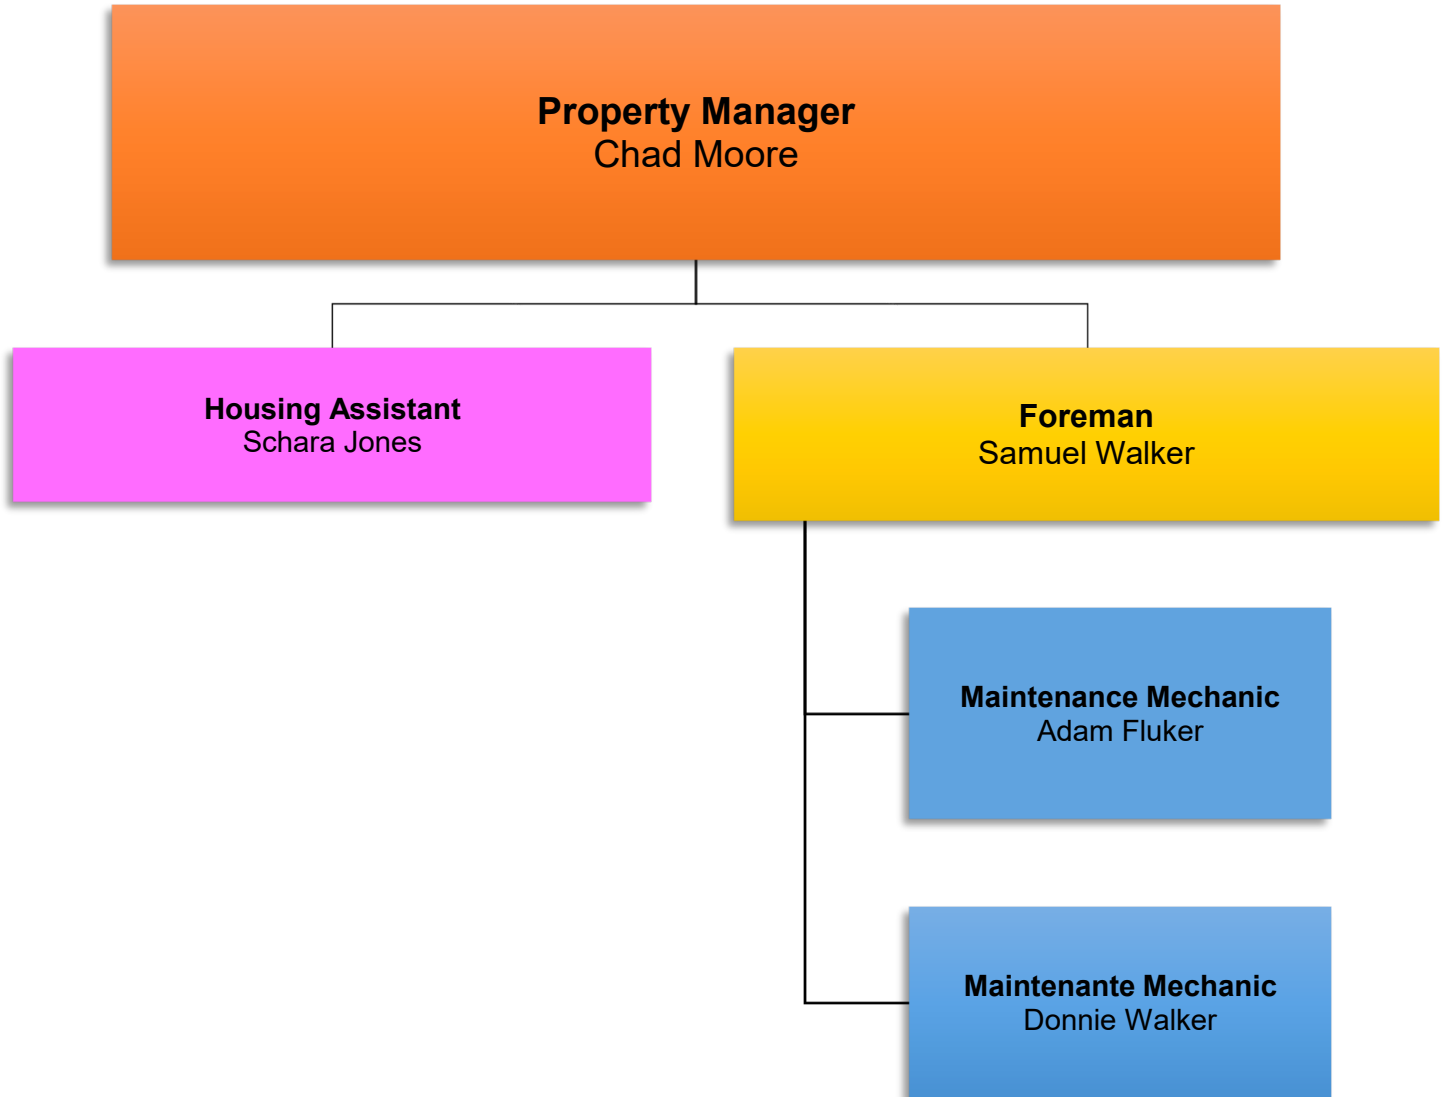 Property Manager
Chad Moore
Housing Assistant
Schara Jones
Foreman
Samuel Walker
Maintenance Mechanic
Adam Fluker
Maintenante Mechanic
Donnie Walker